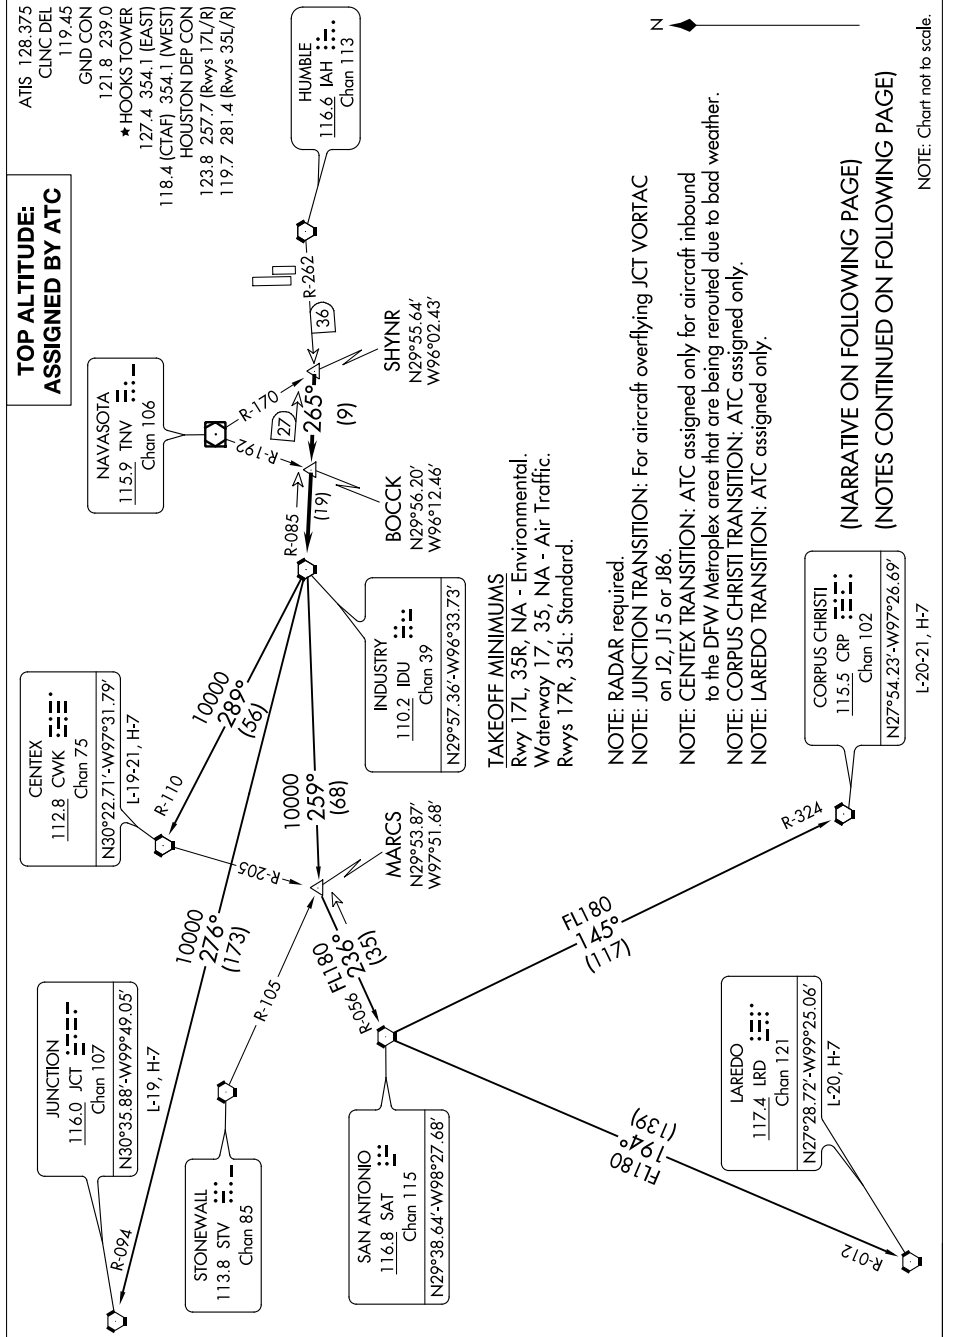 TOP ALTITUDE:
ASSIGNED BY ATC
ATIS 128.375
CLNC DEL
119.45
GND CON
121.8 239.0
★ HOOKS TOWER
127.4 354.1 (EAST)
118.4 (CTAF) 354.1 (WEST)
HOUSTON DEP CON
123.8 257.7 (Rwys 17L/R)
119.7 281.4 (Rwys 35L/R)
HUMBLE
116.6 IAH
Chan 113
R-262
36
SHYNR
N29°55.64'
W96°02.43'
NAVASOTA
115.9 TNV
Chan 106
R-170
R-192
27
265°
(9)
BOCCK
N29°56.20'
W96°12.46'
R-085
(19)
INDUSTRY
110.2 IDU
Chan 39
N29°57.36'-W96°33.73'
CENTEX
112.8 CWK
Chan 75
N30°22.71'-W97°31.79'
L-19-21, H-7
R-110
10000
289°
(56)
R-205
10000
259°
(68)
MARCS
N29°53.87'
W97°51.68'
10000
276°
(173)
JUNCTION
116.0 JCT
Chan 107
N30°35.88'-W99°49.05'
L-19, H-7
R-094
STONEWALL
113.8 STV
Chan 85
R-105
R-056
FL180
236°
(35)
SAN ANTONIO
116.8 SAT
Chan 115
N29°38.64'-W98°27.68'
FL180
145°
(117)
R-324
CORPUS CHRISTI
115.5 CRP
Chan 102
N27°54.23'-W97°26.69'
L-20-21, H-7
FL180
194°
(139)
R-012
LAREDO
117.4 LRD
Chan 121
N27°28.72'-W99°25.06'
L-20, H-7
TAKEOFF MINIMUMS
Rwy 17L, 35R, NA - Environmental.
Waterway 17, 35, NA - Air Traffic.
Rwys 17R, 35L: Standard.
NOTE: RADAR required.
NOTE: JUNCTION TRANSITION: For aircraft overflying JCT VORTAC
on J2, J15 or J86.
NOTE: CENTEX TRANSITION: ATC assigned only for aircraft inbound
to the DFW Metroplex area that are being rerouted due to bad weather.
NOTE: CORPUS CHRISTI TRANSITION: ATC assigned only.
NOTE: LAREDO TRANSITION: ATC assigned only.
N
(NARRATIVE ON FOLLOWING PAGE)
(NOTES CONTINUED ON FOLLOWING PAGE)
NOTE: Chart not to scale.